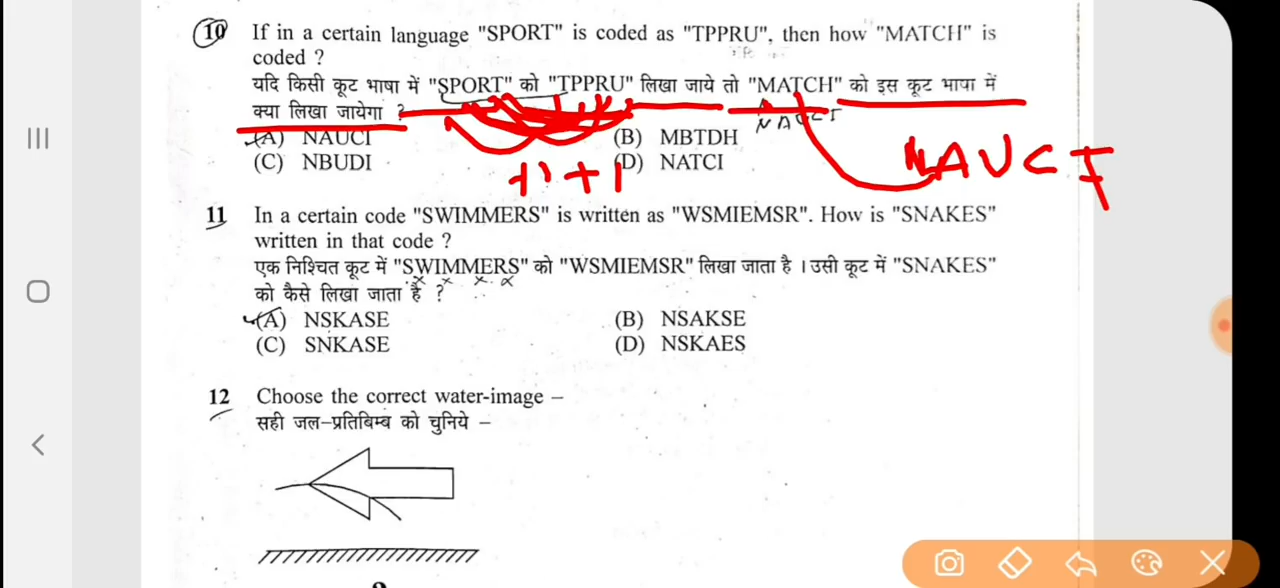 10 If in a certain language "SPORT" is coded as "TPPRU", then how "MATCH" is
coded ?
यदि किसी कूट भाषा में "SPORT" को "TPPRU" लिखा जाये तो "MATCH" को इस कूट भाषा में
क्या लिखा जायेगा ?
NAUCI
(A) NAUCI (B) MBTDH
(C) NBUDI (D) NATCI
+1 +1
NAUCI
11 In a certain code "SWIMMERS" is written as "WSMIEMSR". How is "SNAKES"
written in that code ?
एक निश्चित कूट में "SWIMMERS" को "WSMIEMSR" लिखा जाता है । उसी कूट में "SNAKES"
को कैसे लिखा जाता है ?
(A) NSKASE (B) NSAKSE
(C) SNKASE (D) NSKAES
12 Choose the correct water-image –
सही जल-प्रतिबिम्ब को चुनिये –